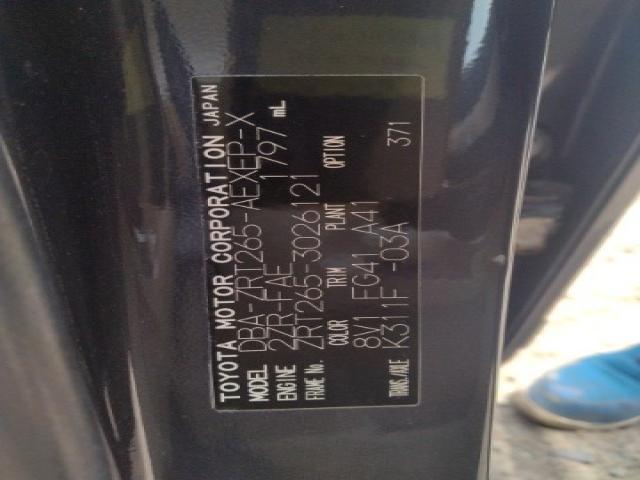 TOYOTA MOTOR CORPORATION JAPAN
MODEL DBA-ZRT265-AEXEP-X
ENGINE 2ZR-FAE 1797 mL
FRAME No. ZRT265-3026121
COLOR TRIM PLANT OPTION
8V1 FG41 A41
TRANS./AXLE K311F -03A 371